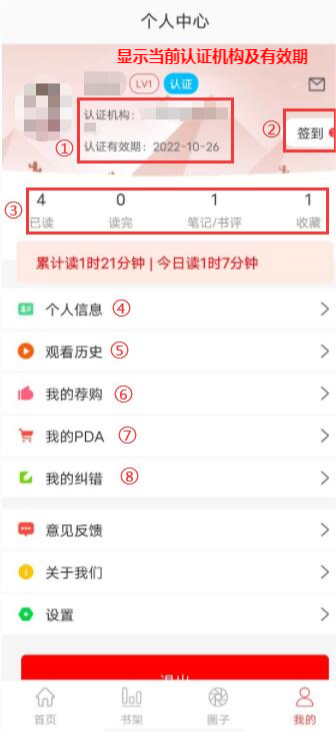 个人中心
显示当前认证机构及有效期
LV1 认证
认证机构：
① 认证有效期：2022-10-26
② 签到
③ 4 0 1 1
已读 读完 笔记/书评 收藏
累计读1时21分钟 | 今日读1时7分钟
个人信息 ④
观看历史 ⑤
我的荐购 ⑥
我的PDA ⑦
我的纠错 ⑧
意见反馈
关于我们
设置
退出
首页 书架 圈子 我的